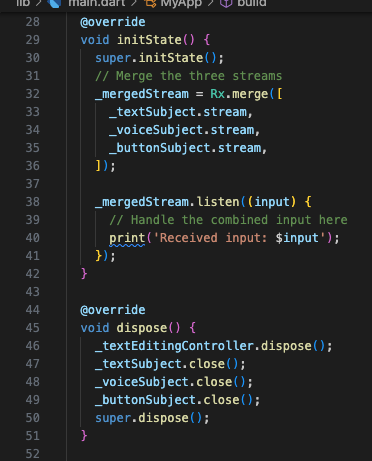 lib > main.dart > MyApp > build
28 @override
29 void initState() {
30 super.initState();
31 // Merge the three streams
32 _mergedStream = Rx.merge([
33 _textSubject.stream,
34 _voiceSubject.stream,
35 _buttonSubject.stream,
36 ]);
37
38 _mergedStream.listen((input) {
39 // Handle the combined input here
40 print('Received input: $input');
41 });
42 }
43
44 @override
45 void dispose() {
46 _textEditingController.dispose();
47 _textSubject.close();
48 _voiceSubject.close();
49 _buttonSubject.close();
50 super.dispose();
51 }
52